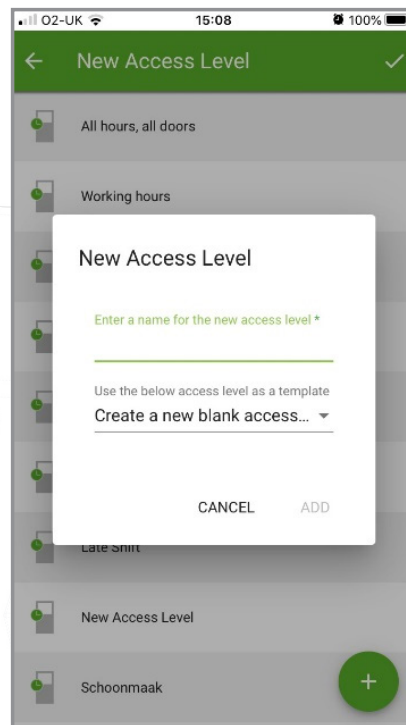 O2-UK 15:08 100%
New Access Level
All hours, all doors
Working hours
New Access Level
Enter a name for the new access level *
Use the below access level as a template
Create a new blank access...
CANCEL ADD
Late Shift
New Access Level
Schoonmaak